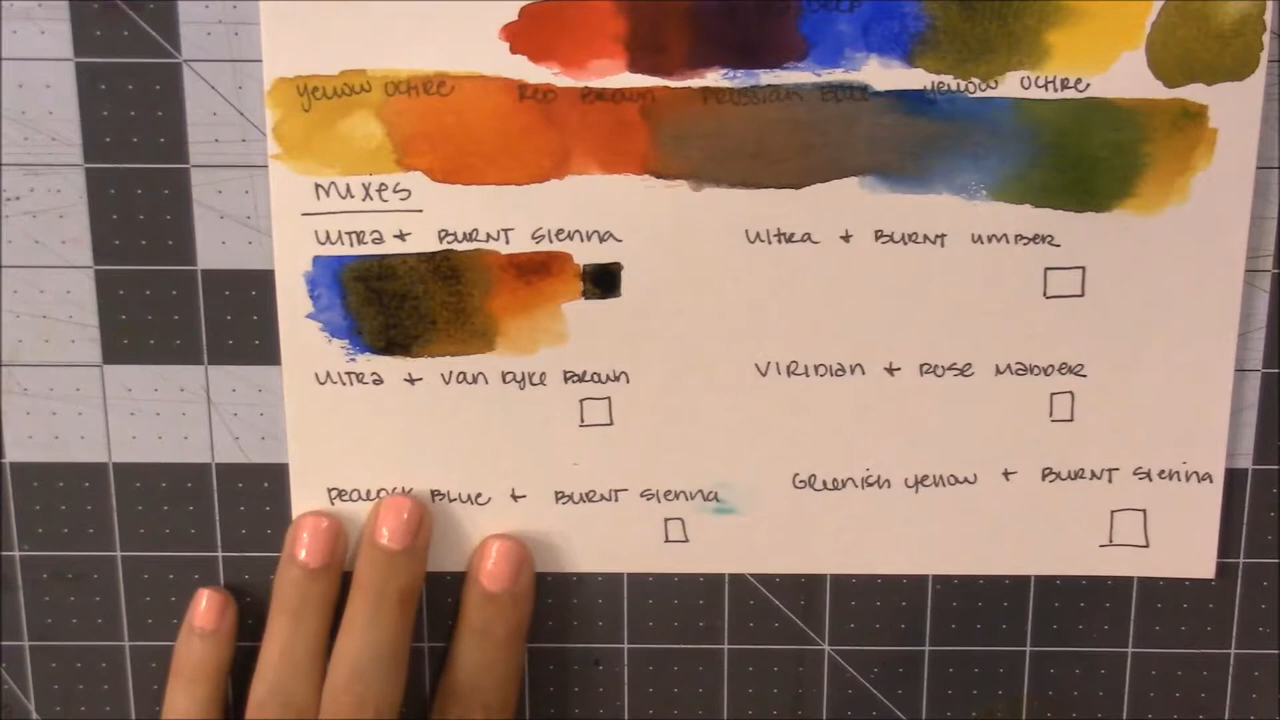 DEEP
Yellow Ochre Red Brown Prussian Blue Yellow Ochre
Mixes
Ultra + Burnt Sienna
Ultra + Burnt Umber
Ultra + Van Dyke Brown
Viridian + Rose Madder
Peacock Blue + Burnt Sienna
Greenish Yellow + Burnt Sienna